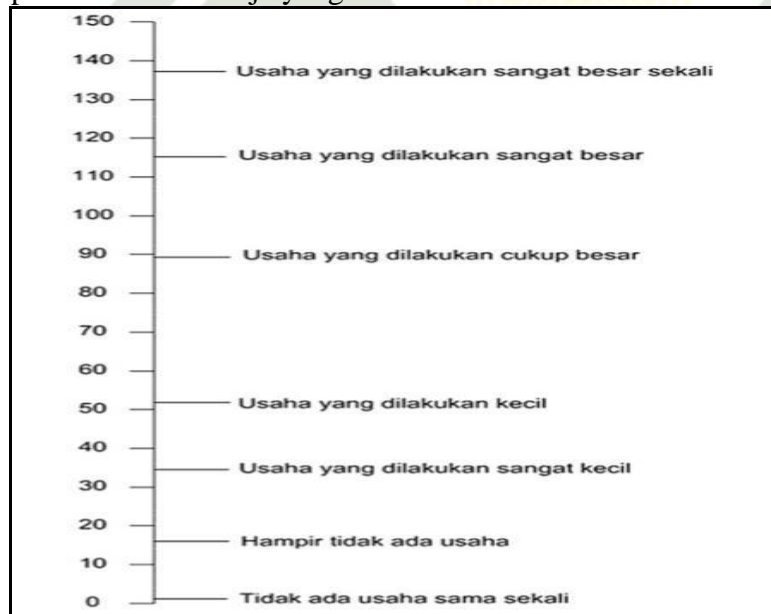 150
140
Usaha yang dilakukan sangat besar sekali
130
120
Usaha yang dilakukan sangat besar
110
100
90
Usaha yang dilakukan cukup besar
80
70
60
50
Usaha yang dilakukan kecil
40
Usaha yang dilakukan sangat kecil
30
20
Hampir tidak ada usaha
10
0
Tidak ada usaha sama sekali